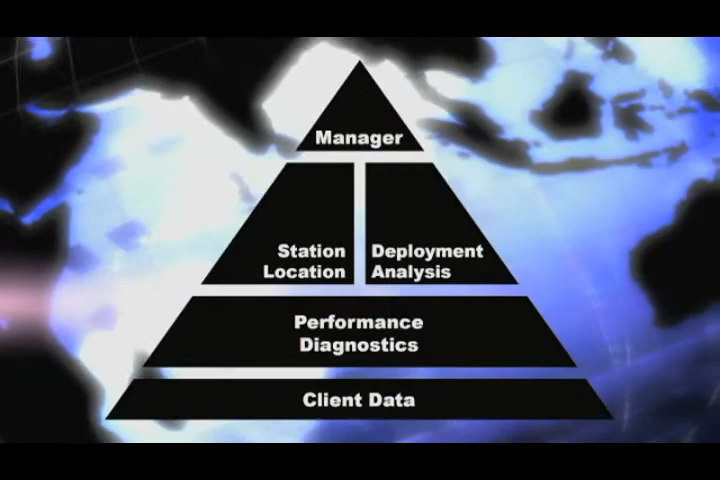 Manager
Station
Location
Deployment
Analysis
Performance
Diagnostics
Client Data